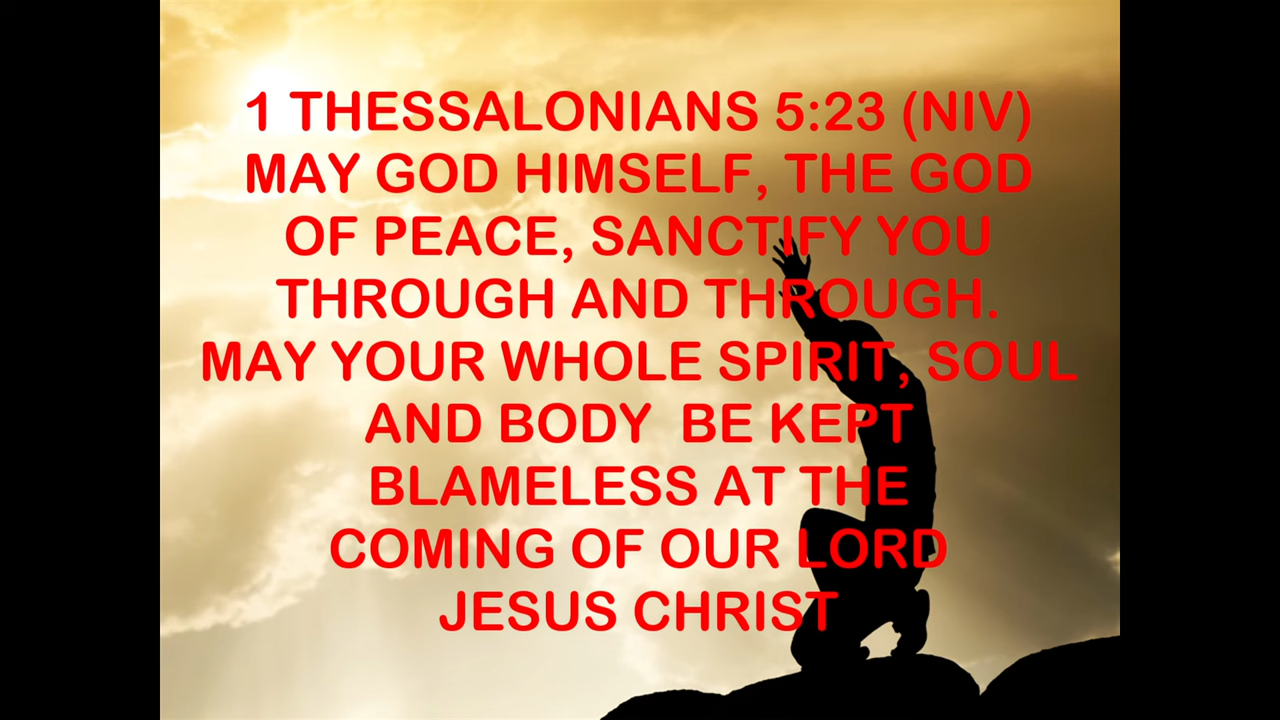 1 THESSALONIANS 5:23 (NIV)
MAY GOD HIMSELF, THE GOD
OF PEACE, SANCTIFY YOU
THROUGH AND THROUGH.
MAY YOUR WHOLE SPIRIT, SOUL
AND BODY  BE KEPT
BLAMELESS AT THE
COMING OF OUR LORD
JESUS CHRIST